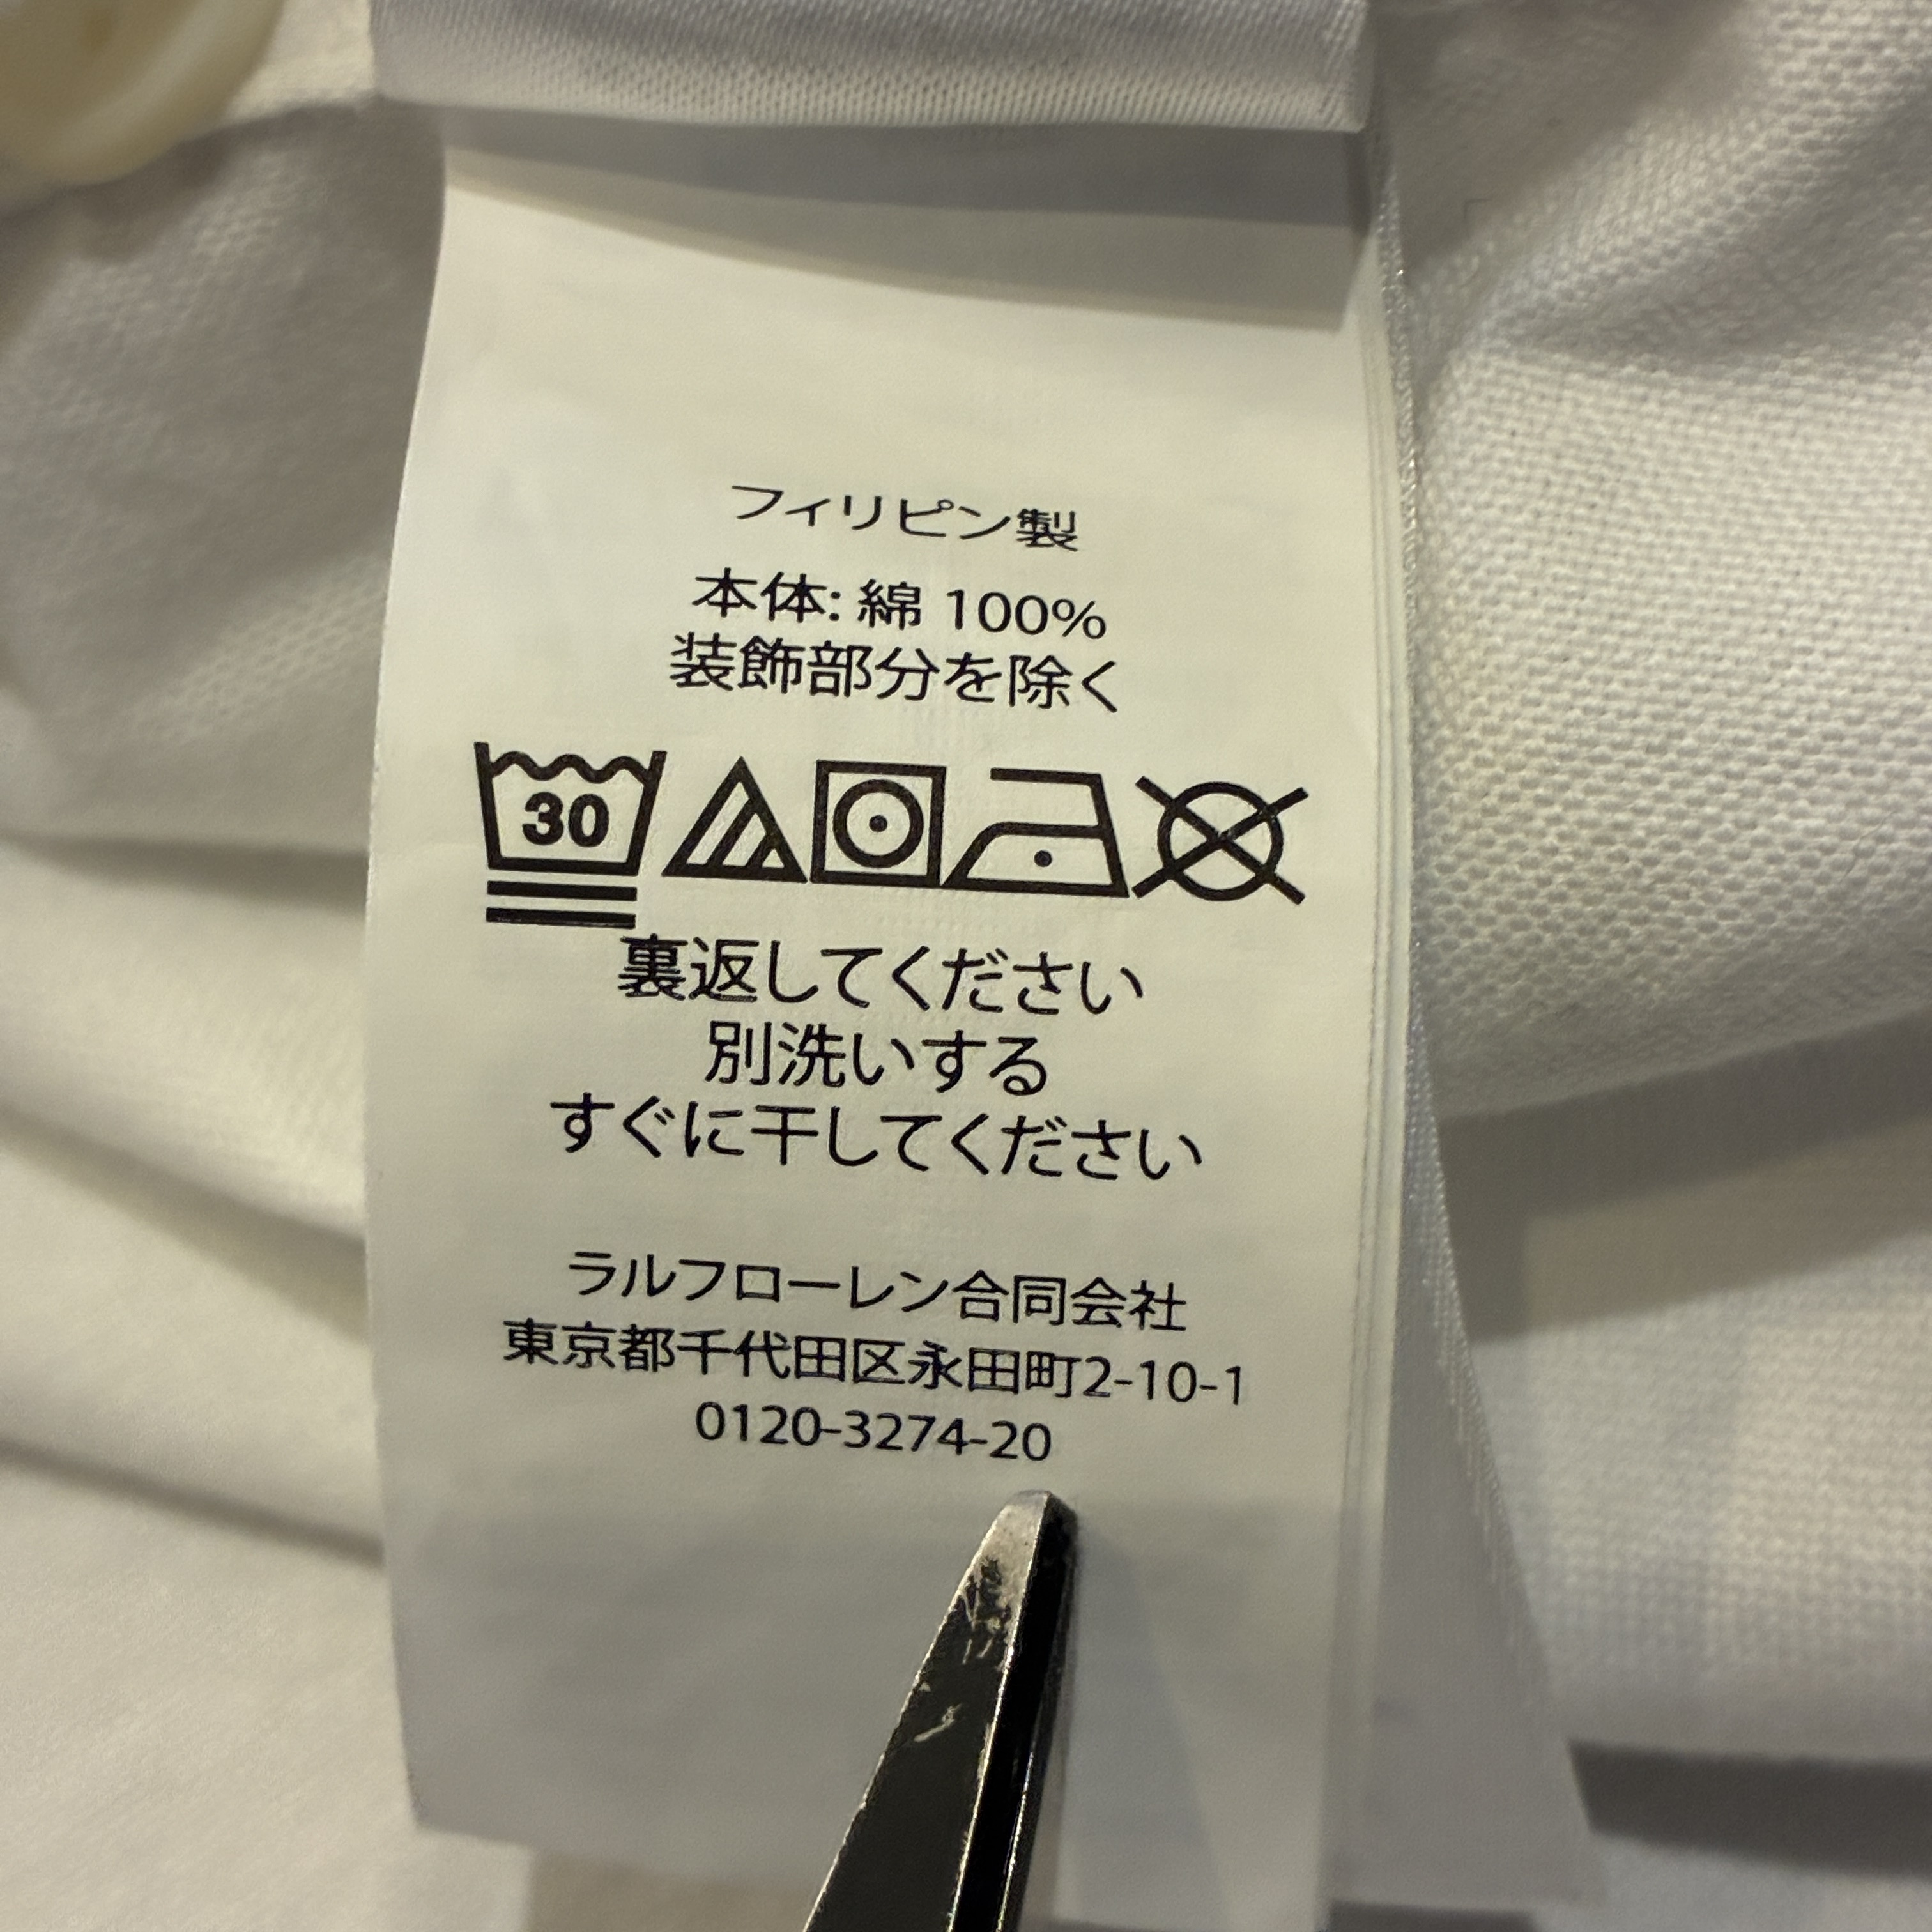 フィリピン製
本体: 綿 100%
装飾部分を除く
30
裏返してください
別洗いする
すぐに干してください
ラルフローレン合同会社
東京都千代田区永田町2-10-1
0120-3274-20